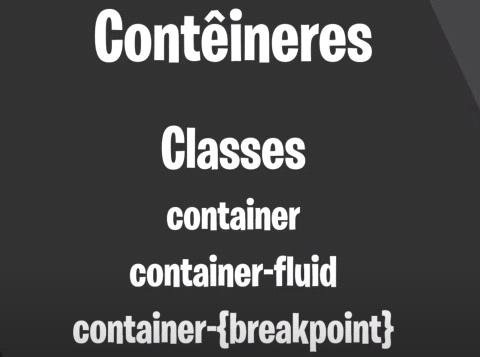 Contêineres
Classes
container
container-fluid
container-{breakpoint}